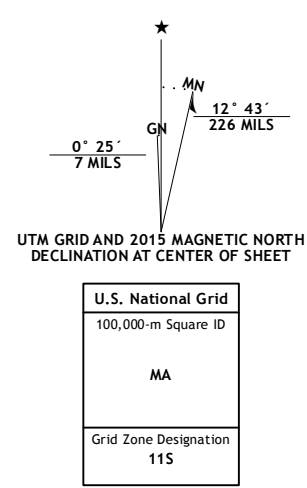 ★
MN
12° 43´
226 MILS
GN
0° 25´
7 MILS
UTM GRID AND 2015 MAGNETIC NORTH
DECLINATION AT CENTER OF SHEET
U.S. National Grid
100,000-m Square ID
MA
Grid Zone Designation
11S